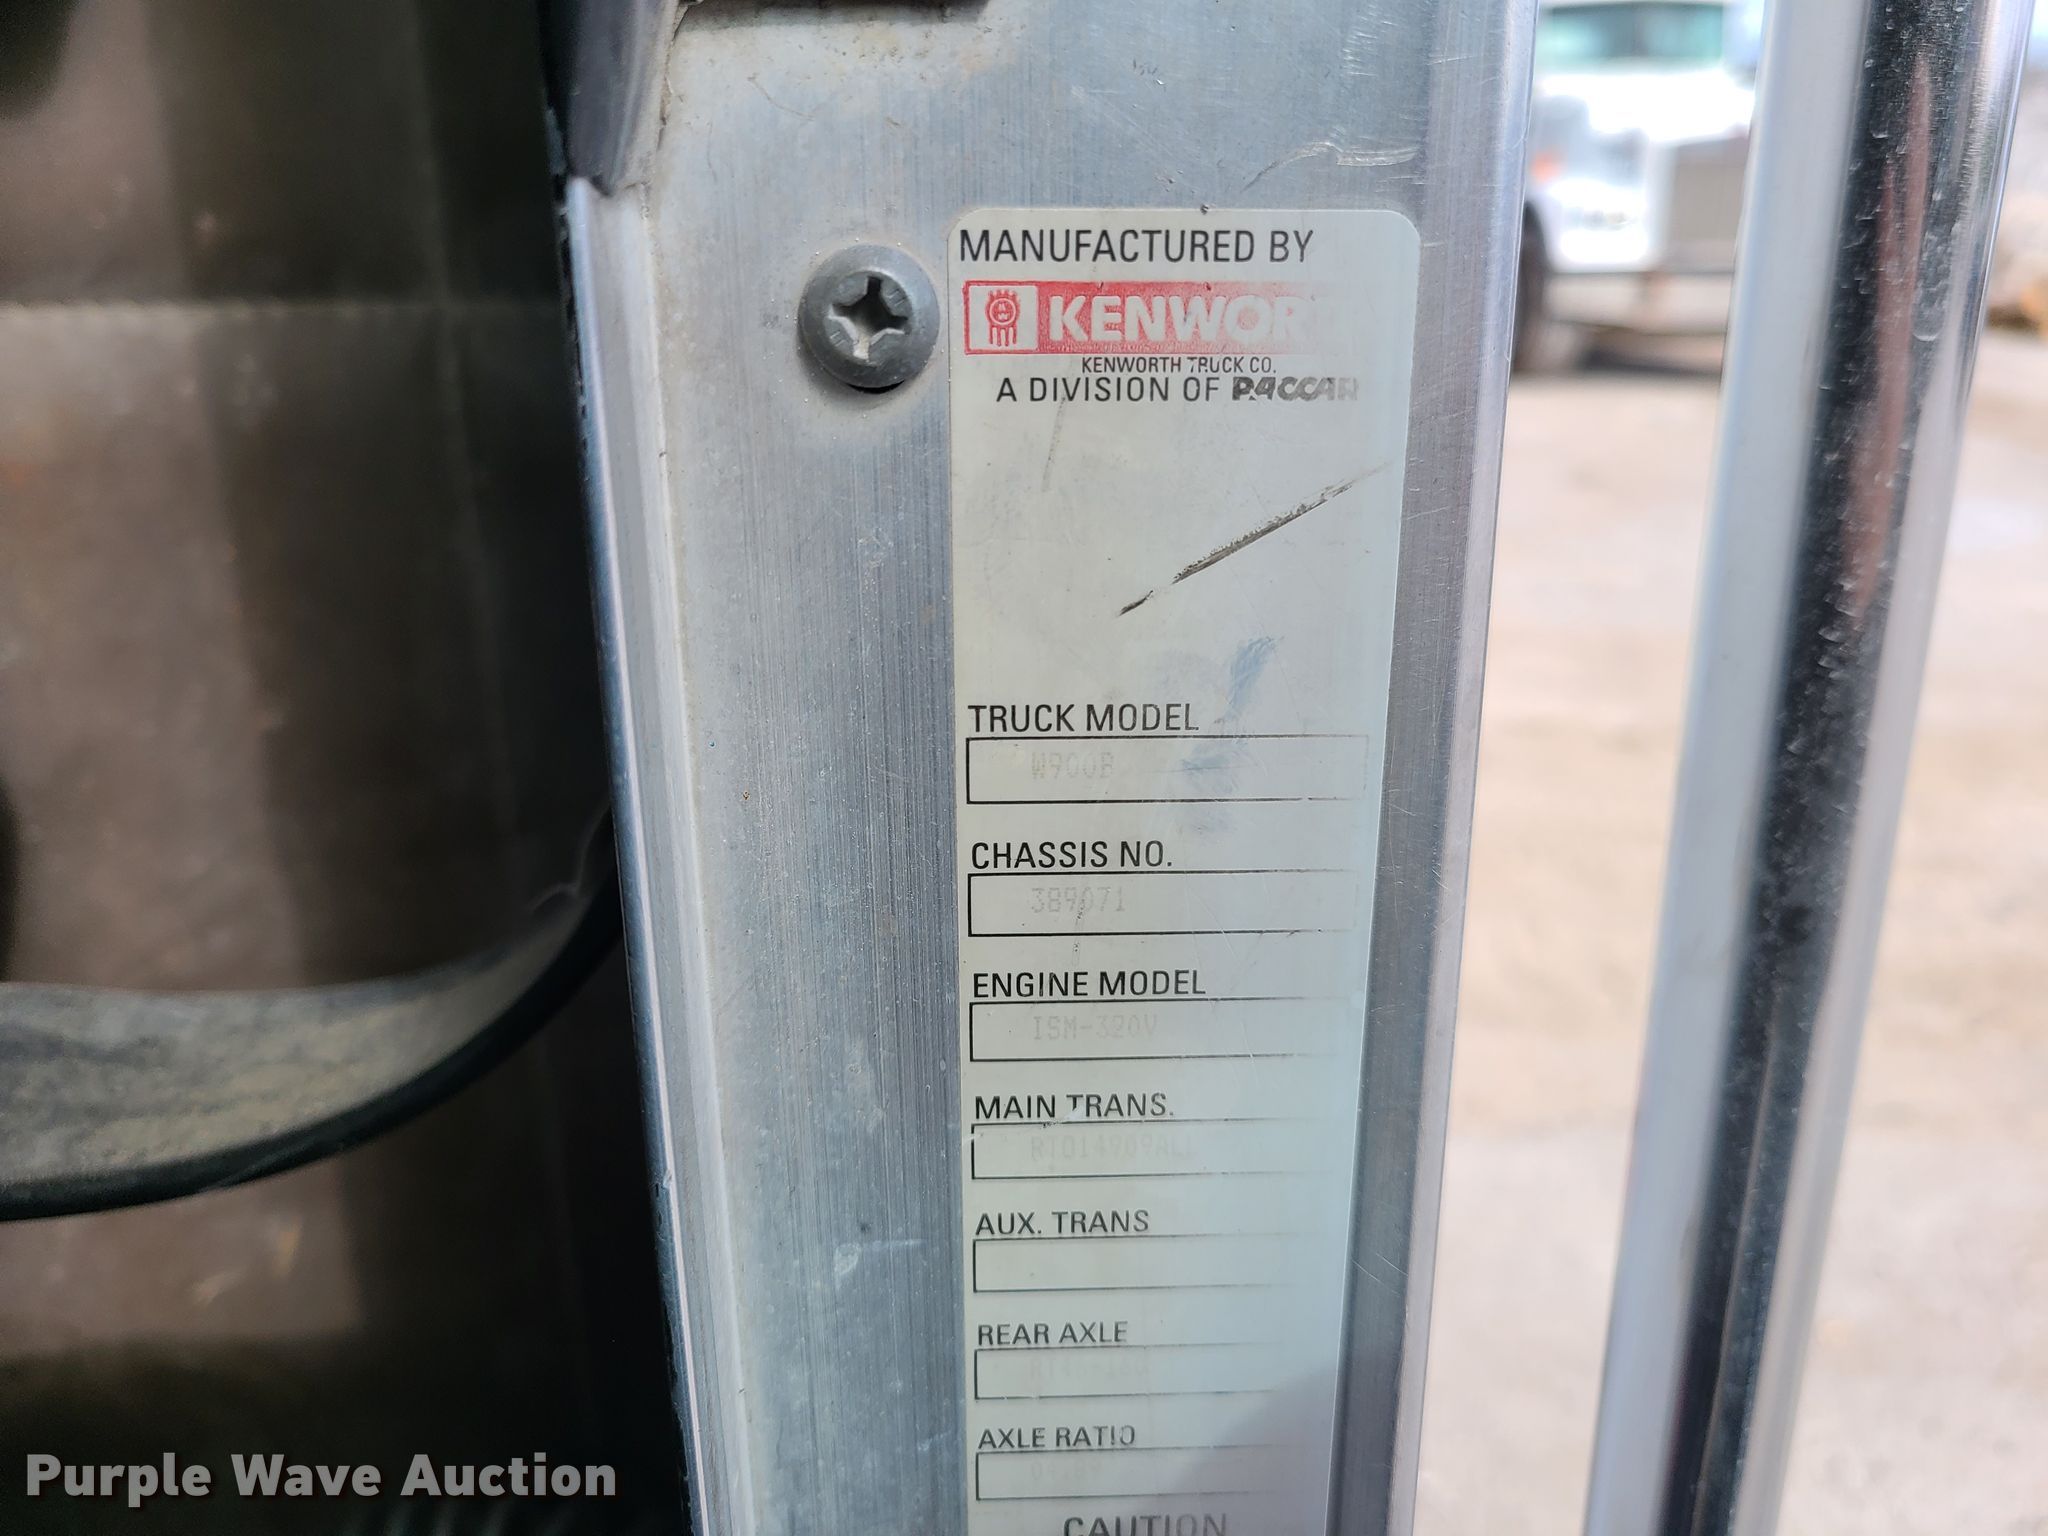 MANUFACTURED BY
KENWOR
KENWORTH TRUCK CO.
A DIVISION OF PACCAR
TRUCK MODEL
W900B
CHASSIS NO.
389071
ENGINE MODEL
ISM-320V
MAIN TRANS.
RTO14909ALL
AUX. TRANS
REAR AXLE
AXLE RATIO
CAUTION
Purple Wave Auction